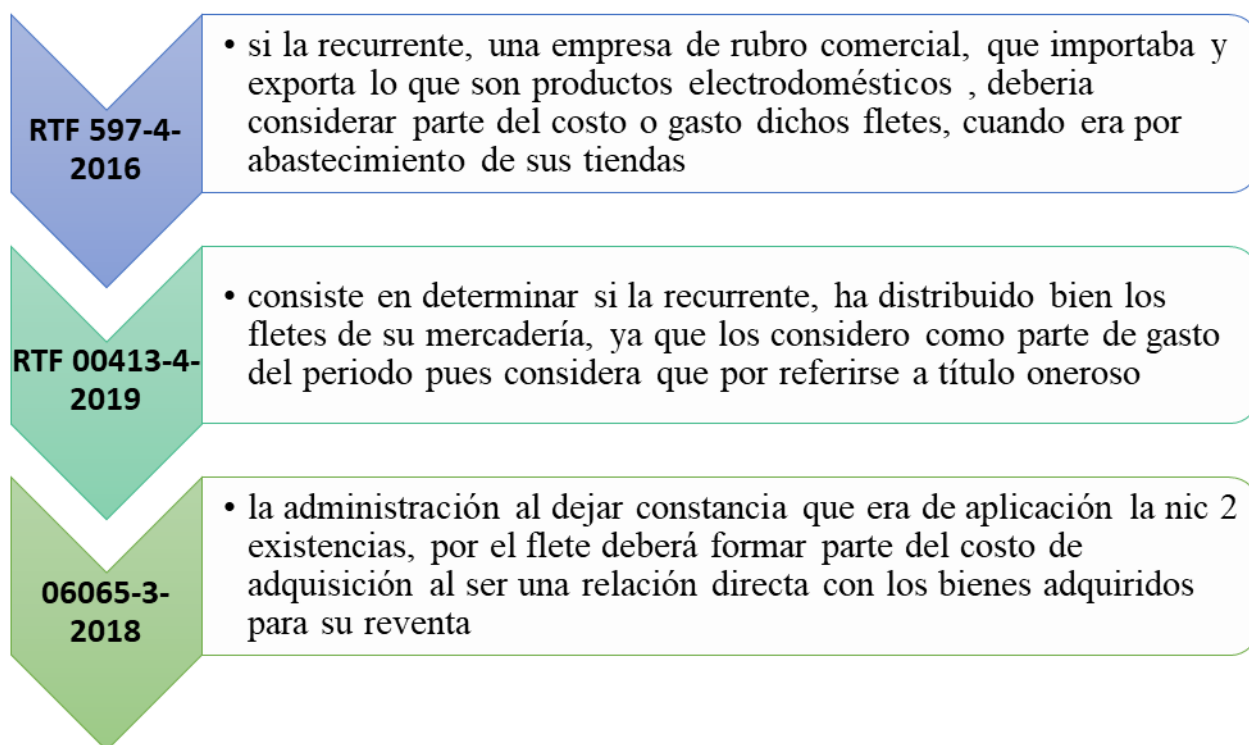 RTF 597-4-
2016
• si la recurrente, una empresa de rubro comercial, que importaba y
exporta lo que son productos electrodomésticos , deberia
considerar parte del costo o gasto dichos fletes, cuando era por
abastecimiento de sus tiendas
RTF 00413-4-
2019
• consiste en determinar si la recurrente, ha distribuido bien los
fletes de su mercadería, ya que los considero como parte de gasto
del periodo pues considera que por referirse a título oneroso
06065-3-
2018
• la administración al dejar constancia que era de aplicación la nic 2
existencias, por el flete deberá formar parte del costo de
adquisición al ser una relación directa con los bienes adquiridos
para su reventa